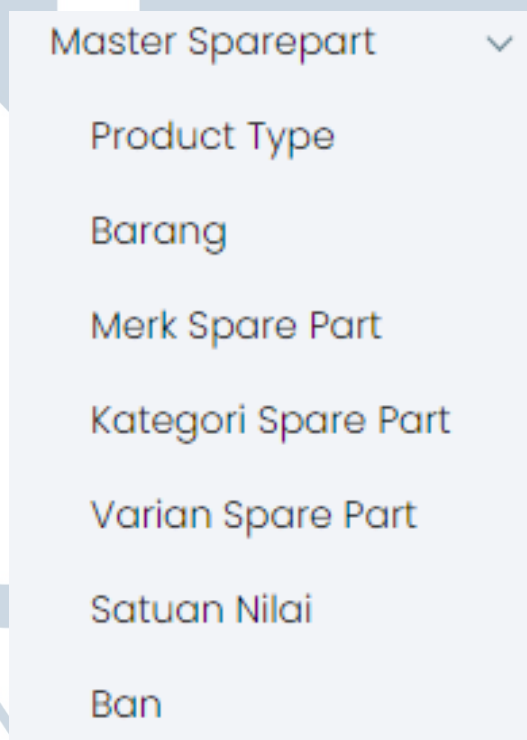 Master Sparepart
Product Type
Barang
Merk Spare Part
Kategori Spare Part
Varian Spare Part
Satuan Nilai
Ban